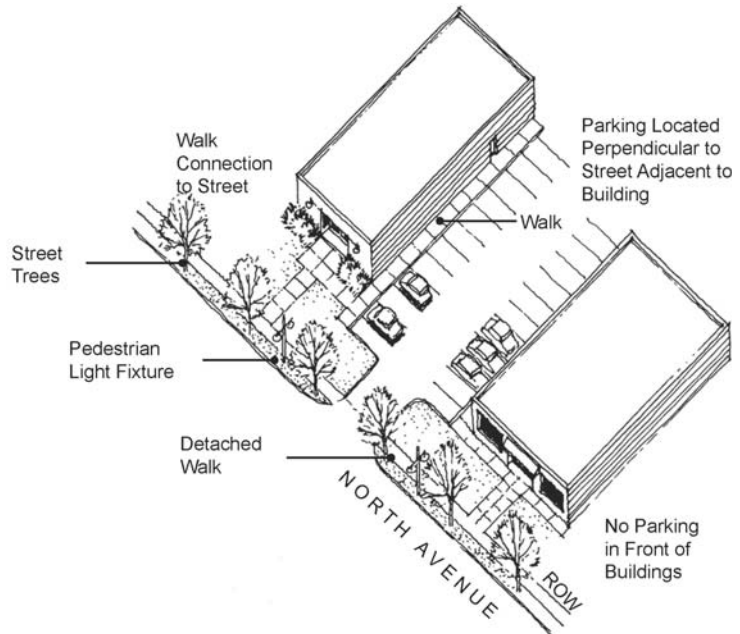 Walk
Connection
to Street
Parking Located
Perpendicular to
Street Adjacent to
Building
Walk
Street
Trees
Pedestrian
Light Fixture
Detached
Walk
NORTH AVENUE
ROW
No Parking
in Front of
Buildings